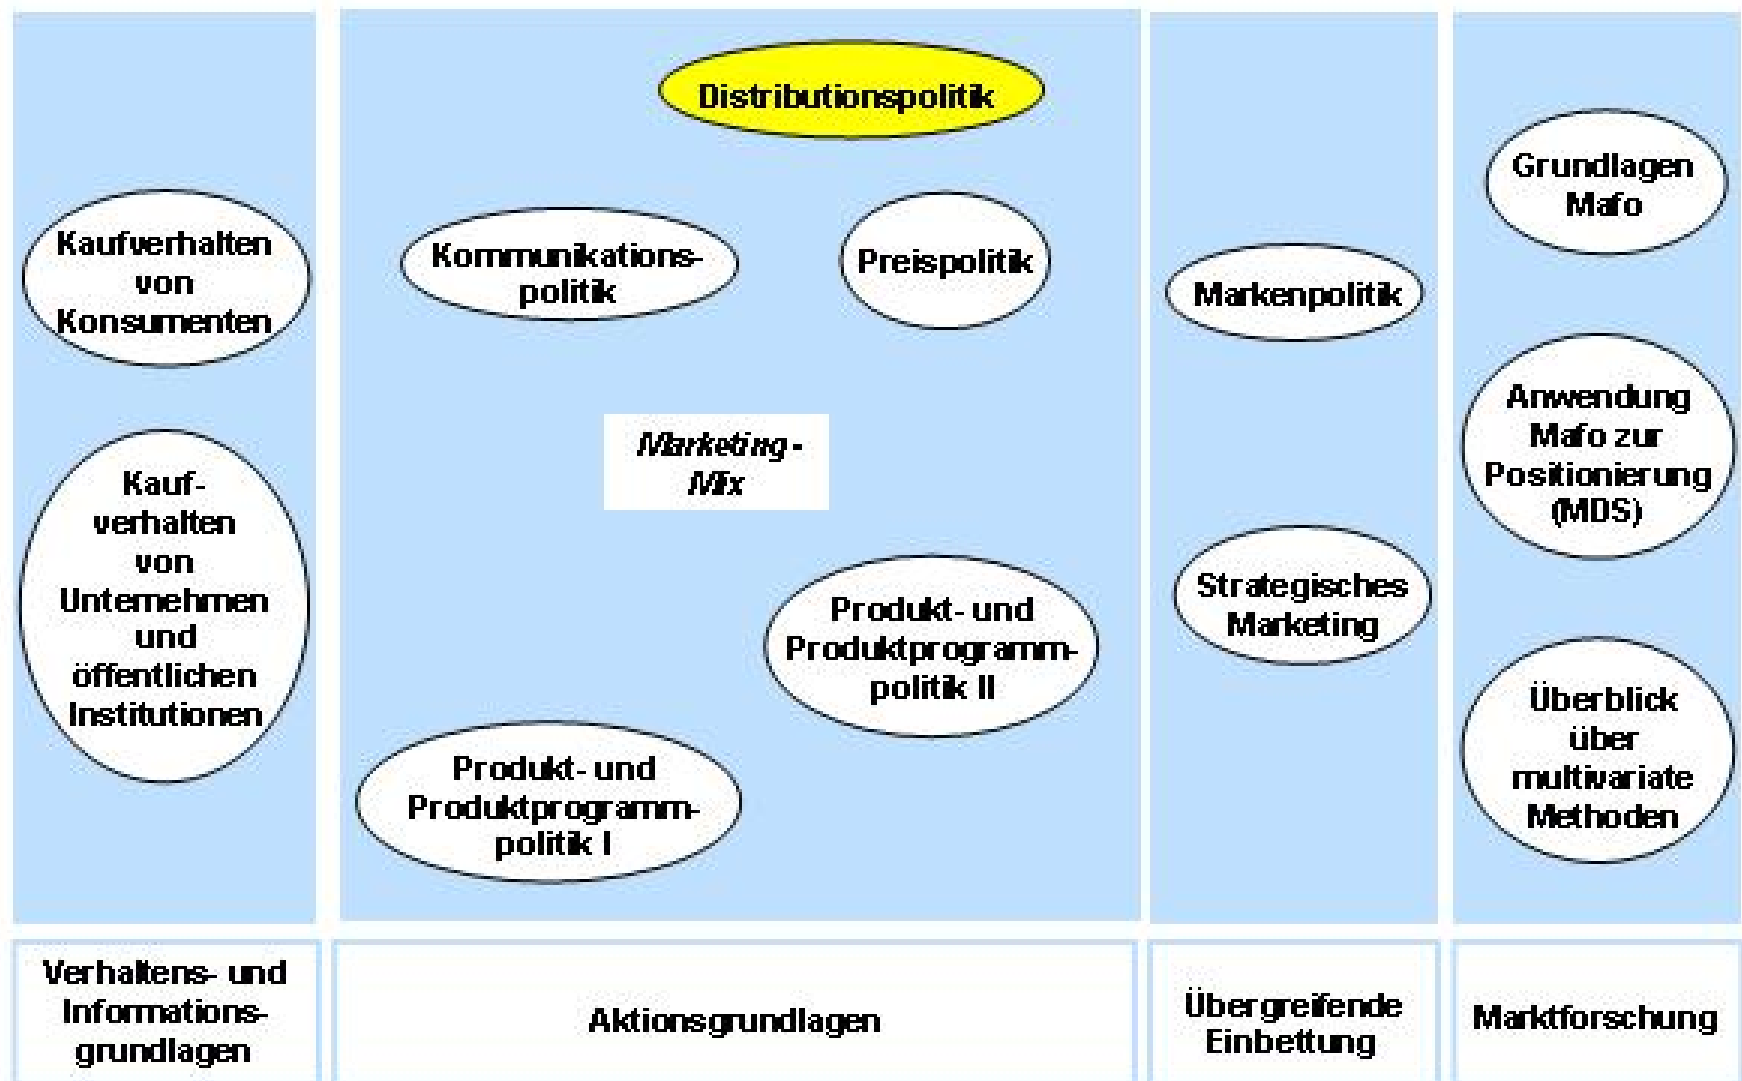 Kaufverhalten
von
Konsumenten
Kauf-
verhalten
von
Unternehmen
und
öffentlichen
Institutionen
Verhaltens- und
Informations-
grundlagen
Distributionspolitik
Kommunikations-
politik
Preispolitik
Marketing-
Mix
Produkt- und
Produktprogramm-
politik II
Produkt- und
Produktprogramm-
politik I
Aktionsgrundlagen
Markenpolitik
Strategisches
Marketing
Übergreifende
Einbettung
Grundlagen
Mafo
Anwendung
Mafo zur
Positionierung
(MDS)
Überblick
über
multivariate
Methoden
Marktforschung